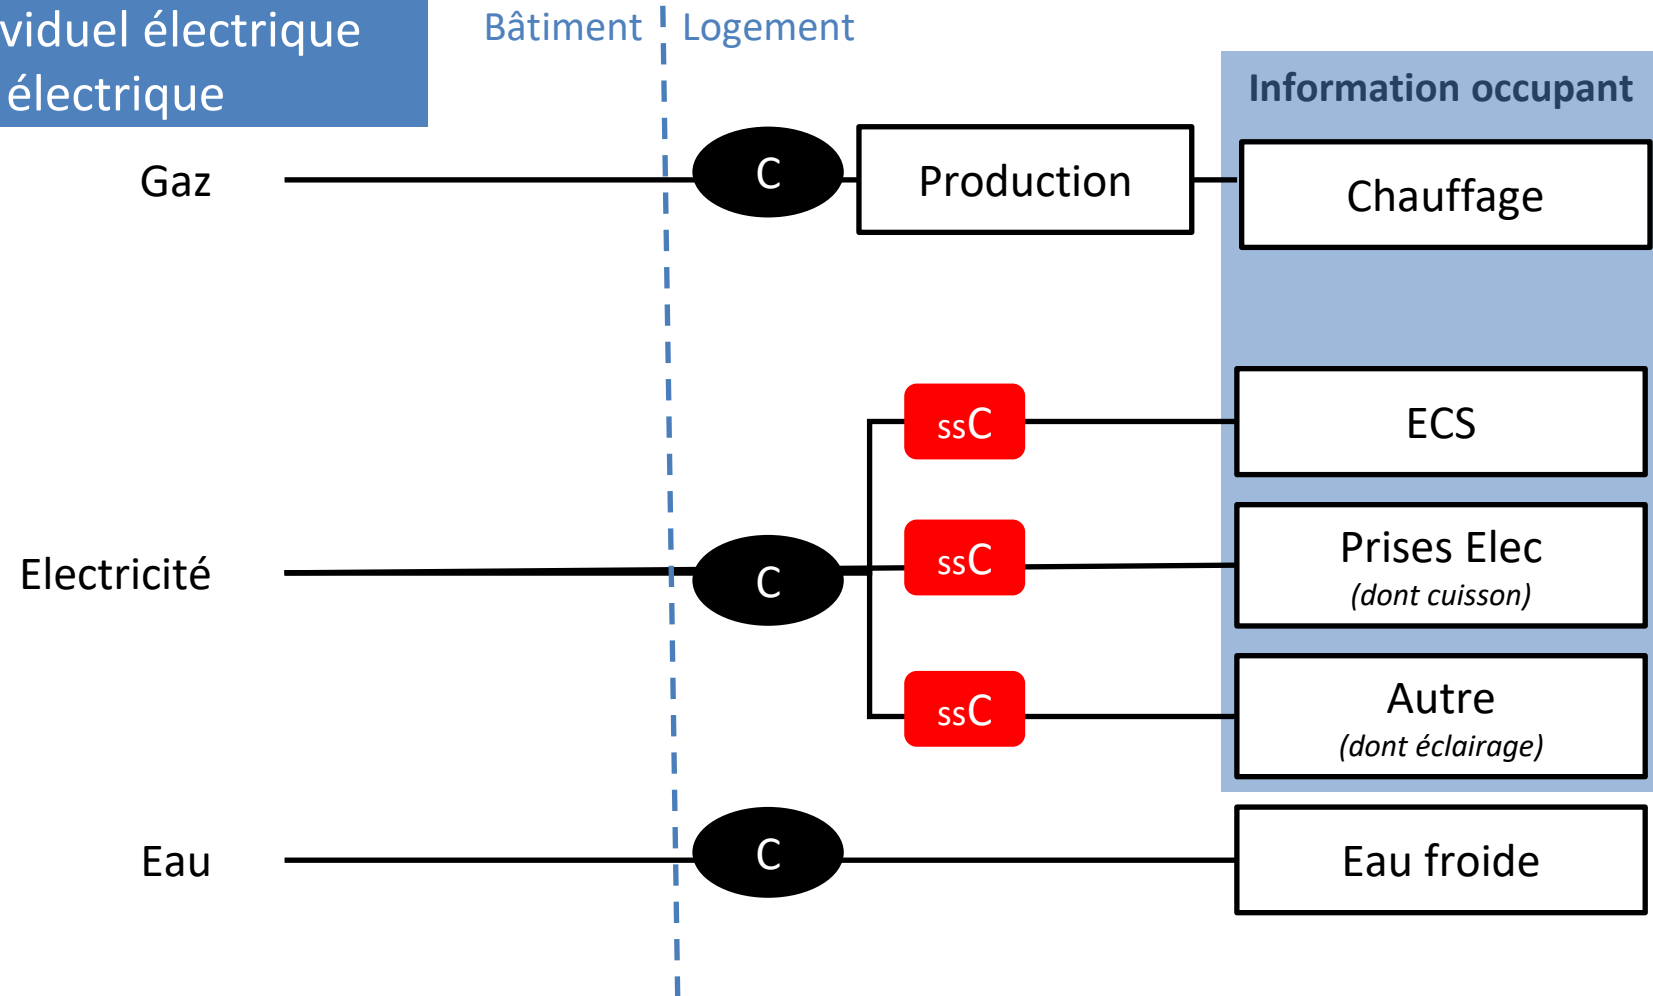 viduel électrique
électrique
Bâtiment
Logement
Information occupant
Gaz
C
Production
Chauffage
ssC
ECS
Electricité
C
ssC
Prises Elec
(dont cuisson)
ssC
Autre
(dont éclairage)
Eau
C
Eau froide